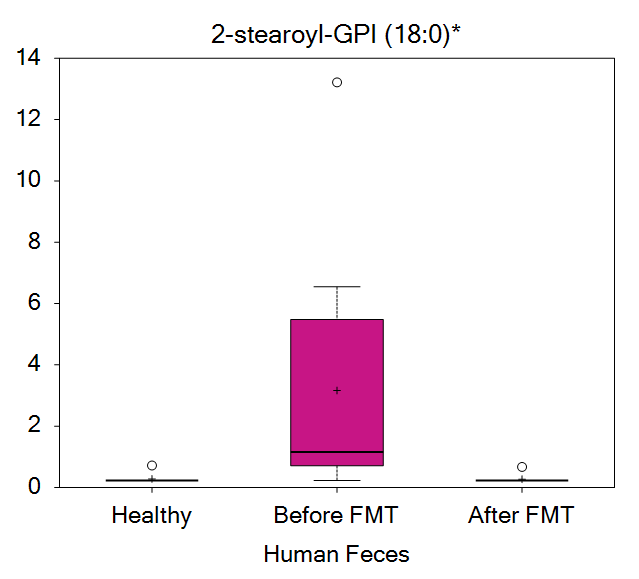 2-stearoyl-GPI (18:0)*
14
12
10
8
6
4
2
0
Healthy Before FMT After FMT
Human Feces